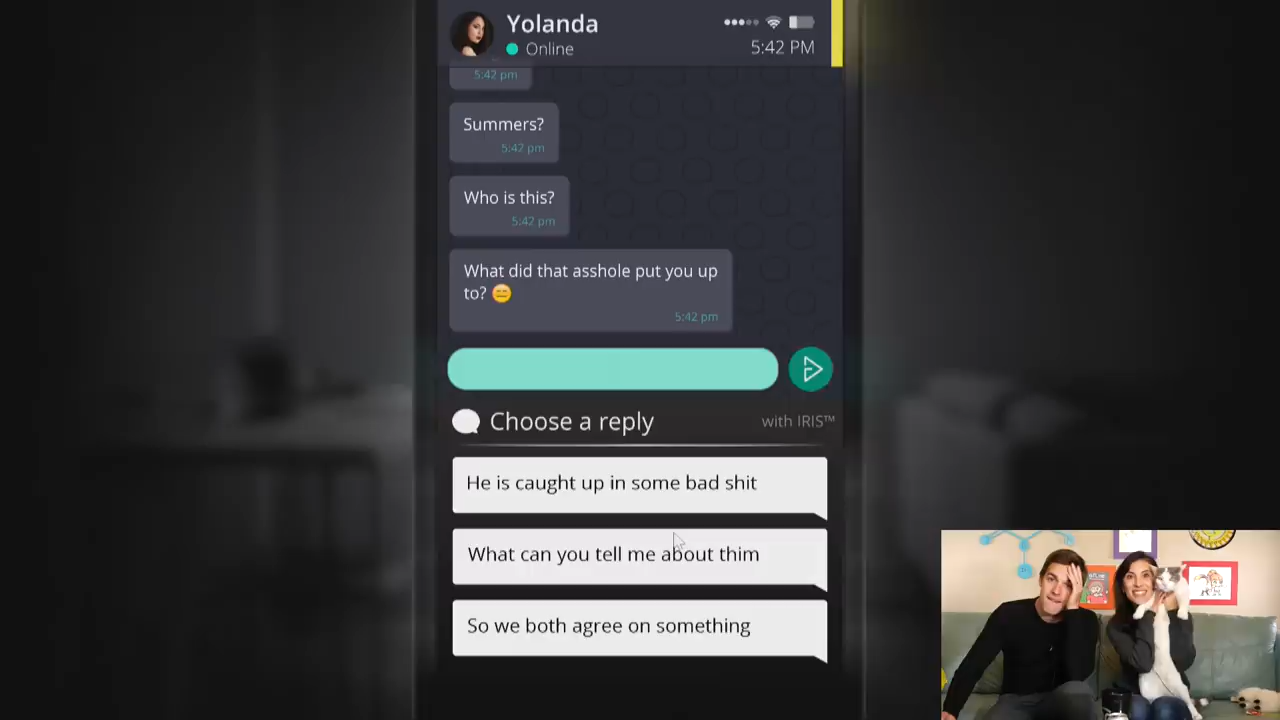 Yolanda
Online
5:42 PM
5:42 pm
Summers?
5:42 pm
Who is this?
5:42 pm
What did that asshole put you up
to? 😑
5:42 pm
Choose a reply
with IRIS™
He is caught up in some bad shit
What can you tell me about thim
So we both agree on something